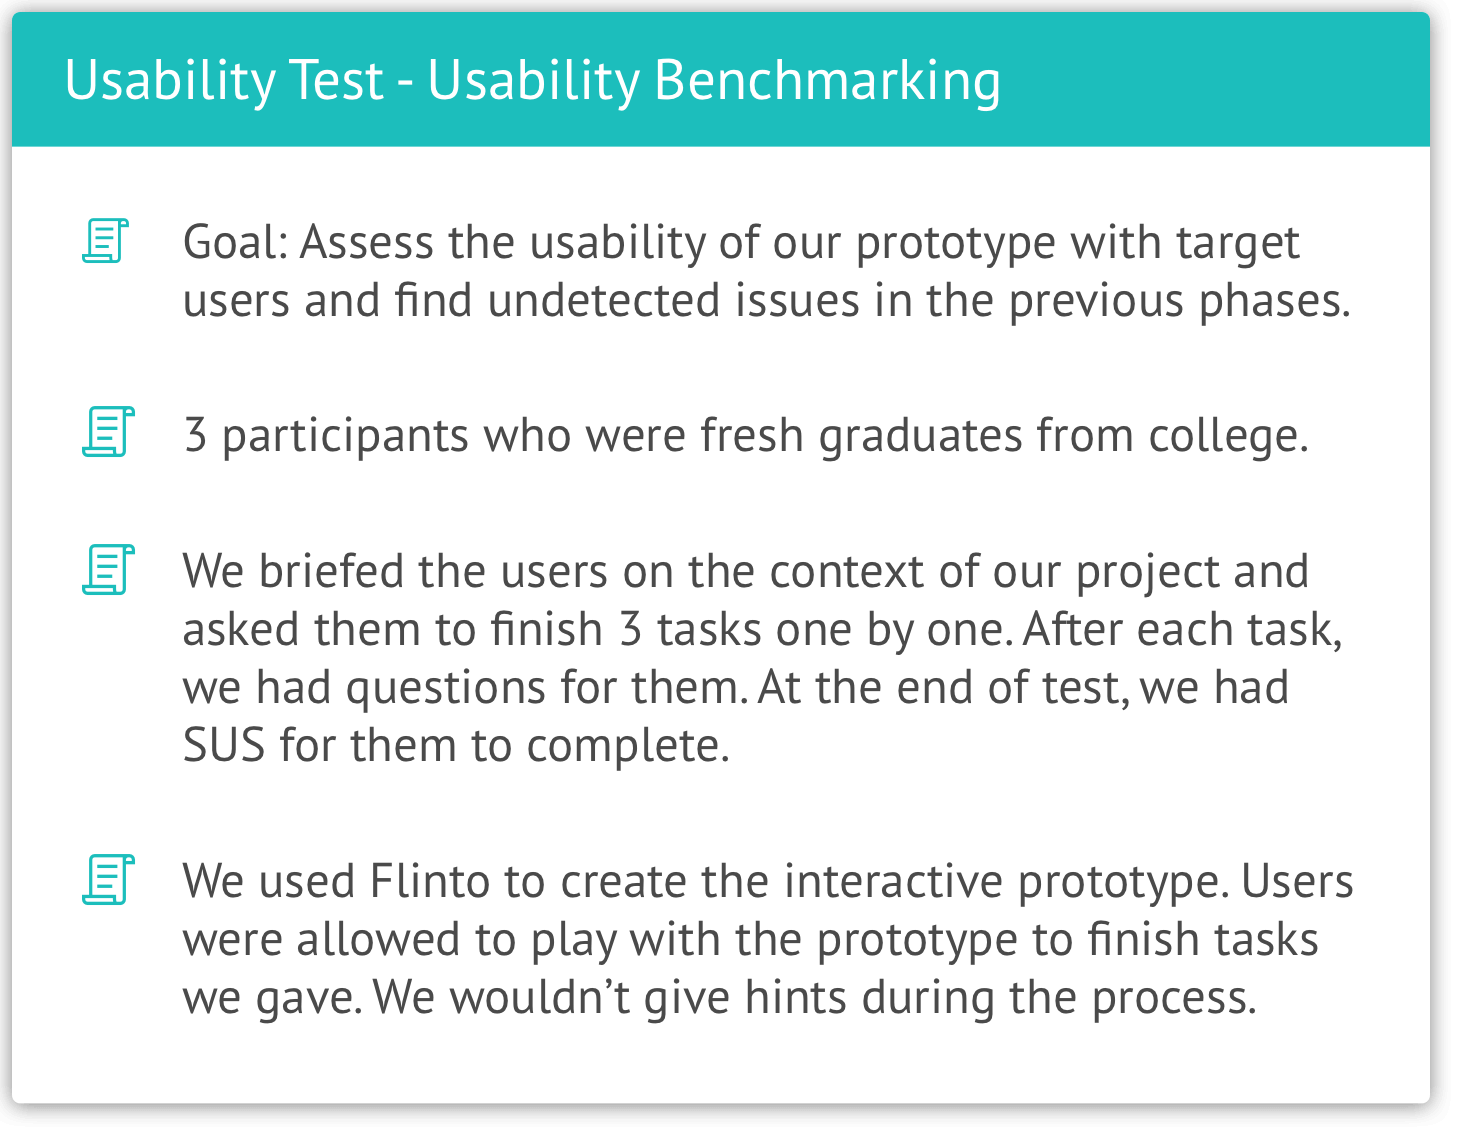 Usability Test - Usability Benchmarking
Goal: Assess the usability of our prototype with target
users and find undetected issues in the previous phases.
3 participants who were fresh graduates from college.
We briefed the users on the context of our project and
asked them to finish 3 tasks one by one. After each task,
we had questions for them. At the end of test, we had
SUS for them to complete.
We used Flinto to create the interactive prototype. Users
were allowed to play with the prototype to finish tasks
we gave. We wouldn’t give hints during the process.